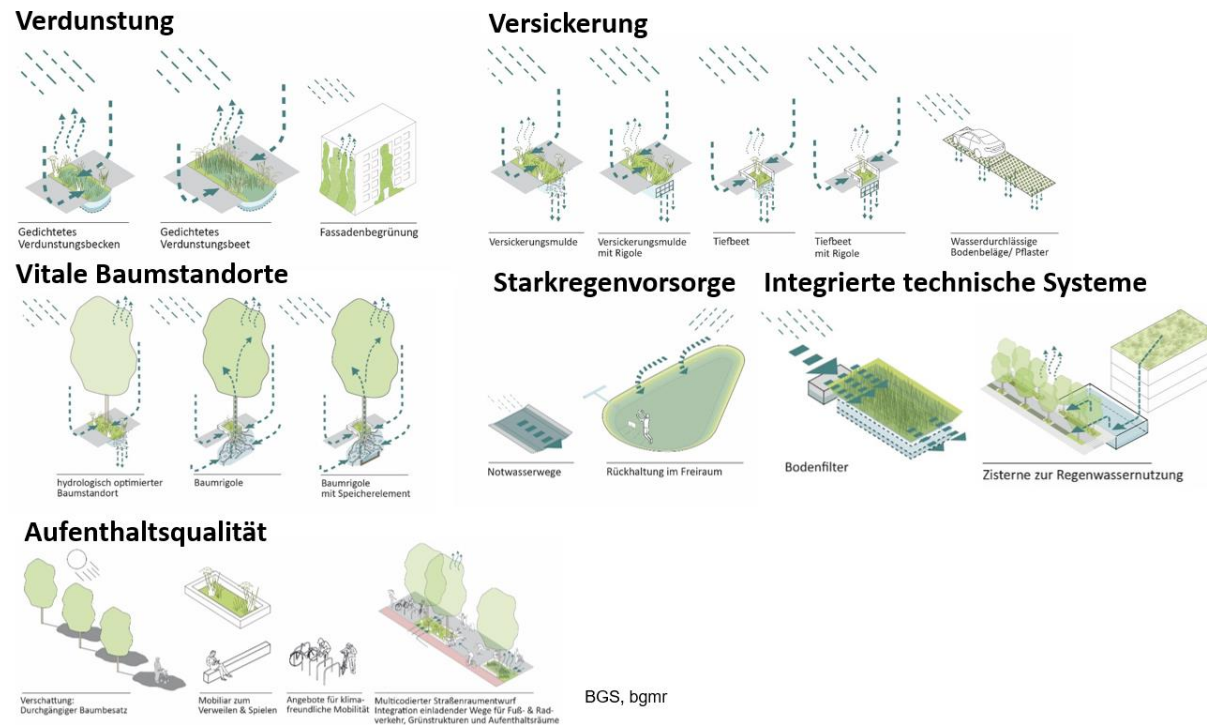 Verdunstung
Gedichtetes
Verdunstungsbecken
Gedichtetes
Verdunstungsbeet
Fassadenbegrünung
Versickerung
Versickerungsmulde
Versickerungsmulde
mit Rigole
Tiefbeet
Tiefbeet
mit Rigole
Wasserdurchlässige
Bodenbeläge/ Pflaster
Vitale Baumstandorte
hydrologisch optimierter
Baumstandort
Baumrigole
Baumrigole
mit Speicherelement
Starkregenvorsorge
Notwasserwege
Rückhaltung im Freiraum
Integrierte technische Systeme
Bodenfilter
Zisterne zur Regenwassernutzung
Aufenthaltsqualität
Verschattung:
Durchgängiger Baumbesatz
Mobiliar zum
Verweilen & Spielen
Angebote für klima-
freundliche Mobilität
Multicodierter Straßenraumentwurf
Integration einladender Wege für Fuß- & Rad-
verkehr, Grünstrukturen und Aufenthaltsräume
BGS, bgmr